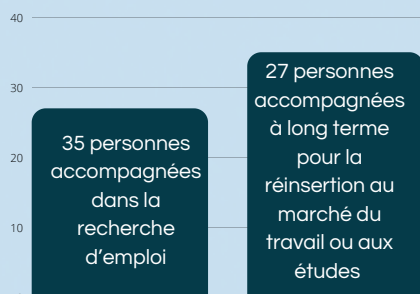 40
30
20
10
35 personnes
accompagnées
dans la
recherche
d'emploi
27 personnes
accompagnées
à long terme
pour la
réinsertion au
marché du
travail ou aux
études